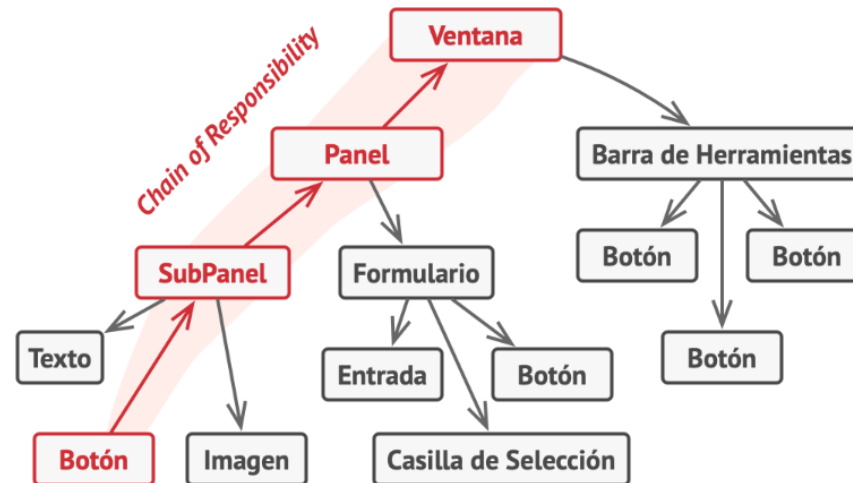 Ventana
Chain of Responsibility
Panel
Barra de Herramientas
SubPanel
Formulario
Botón
Botón
Texto
Entrada
Botón
Botón
Botón
Imagen
Casilla de Selección